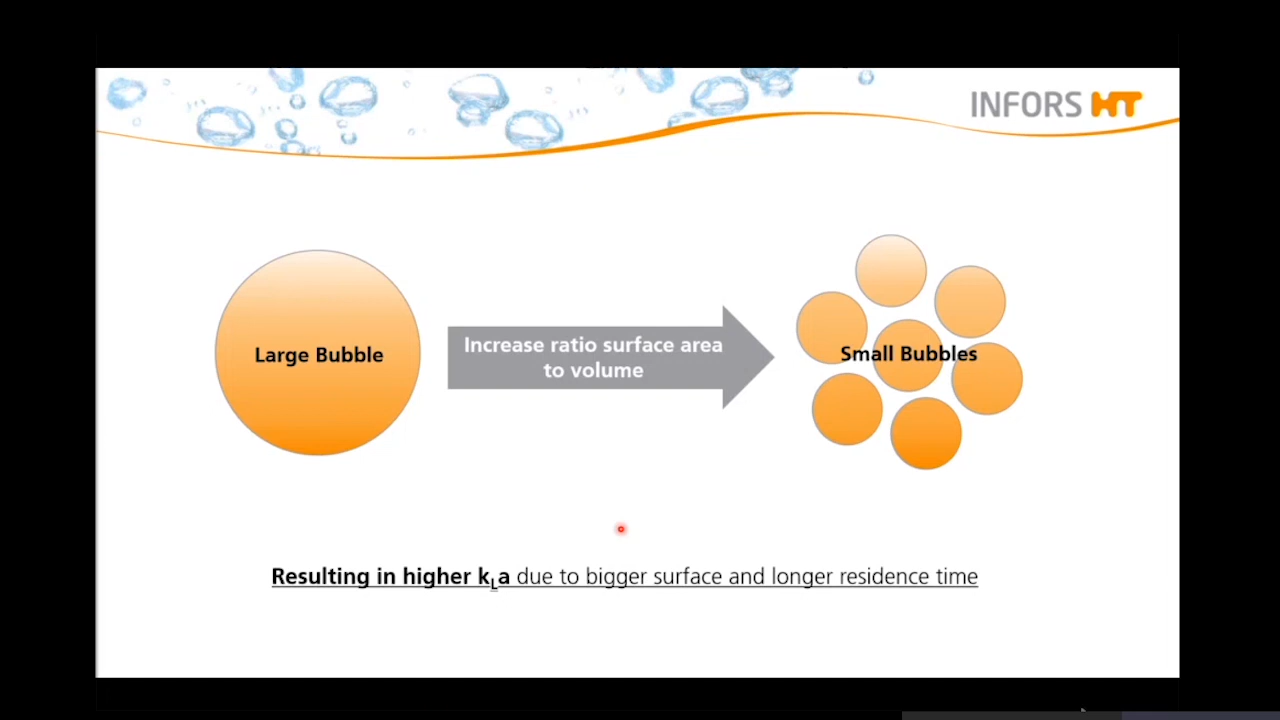 INFORS HT
Large Bubble
Increase ratio surface area
to volume
Small Bubbles
Resulting in higher kLa due to bigger surface and longer residence time